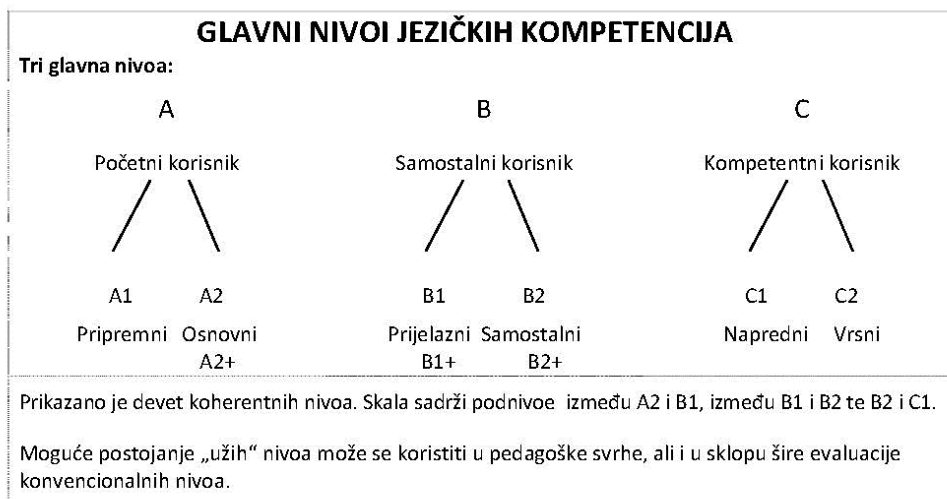 GLAVNI NIVOI JEZIČKIH KOMPETENCIJA
Tri glavna nivoa:
A B C
Početni korisnik Samostalni korisnik Kompetentni korisnik
A1 A2 B1 B2 C1 C2
Pripremni Osnovni Prijelazni Samostalni Napredni Vrsni
A2+ B1+ B2+
Prikazano je devet koherentnih nivoa. Skala sadrži podnivoe između A2 i B1, između B1 i B2 te B2 i C1.
Moguće postojanje „užih“ nivoa može se koristiti u pedagoške svrhe, ali i u sklopu šire evaluacije
konvencionalnih nivoa.